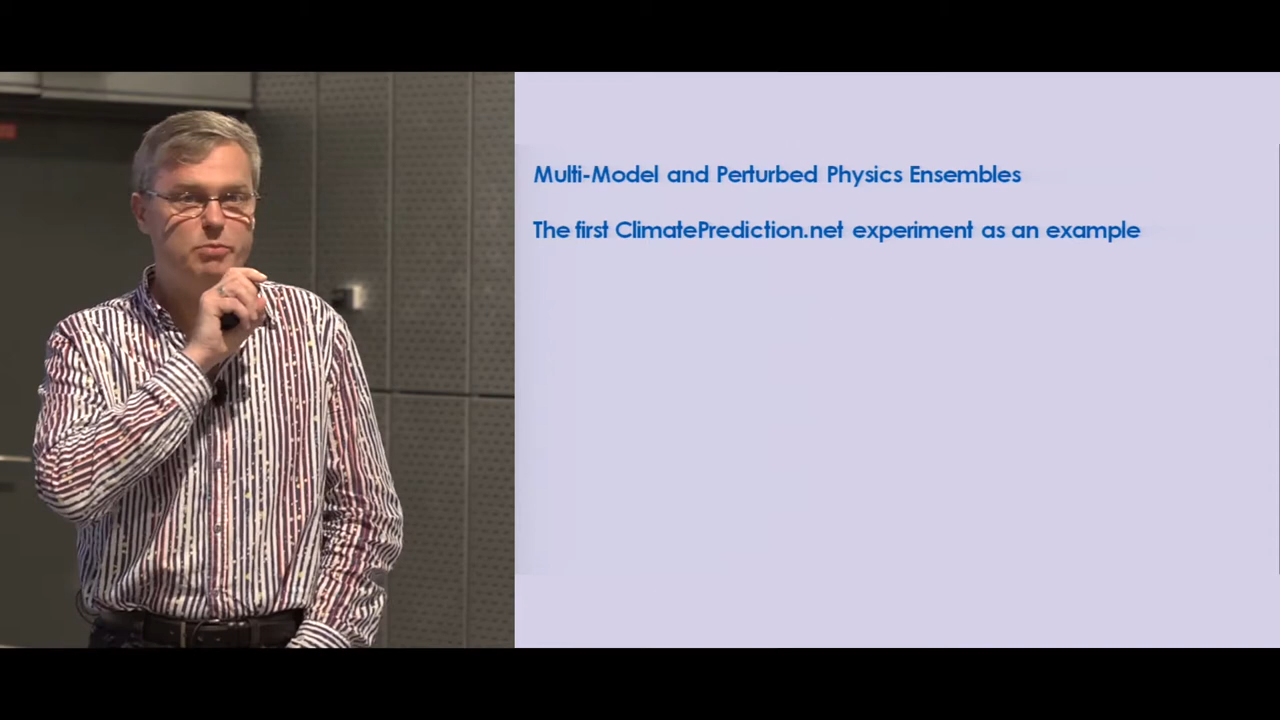 Multi-Model and Perturbed Physics Ensembles
The first ClimatePrediction.net experiment as an example